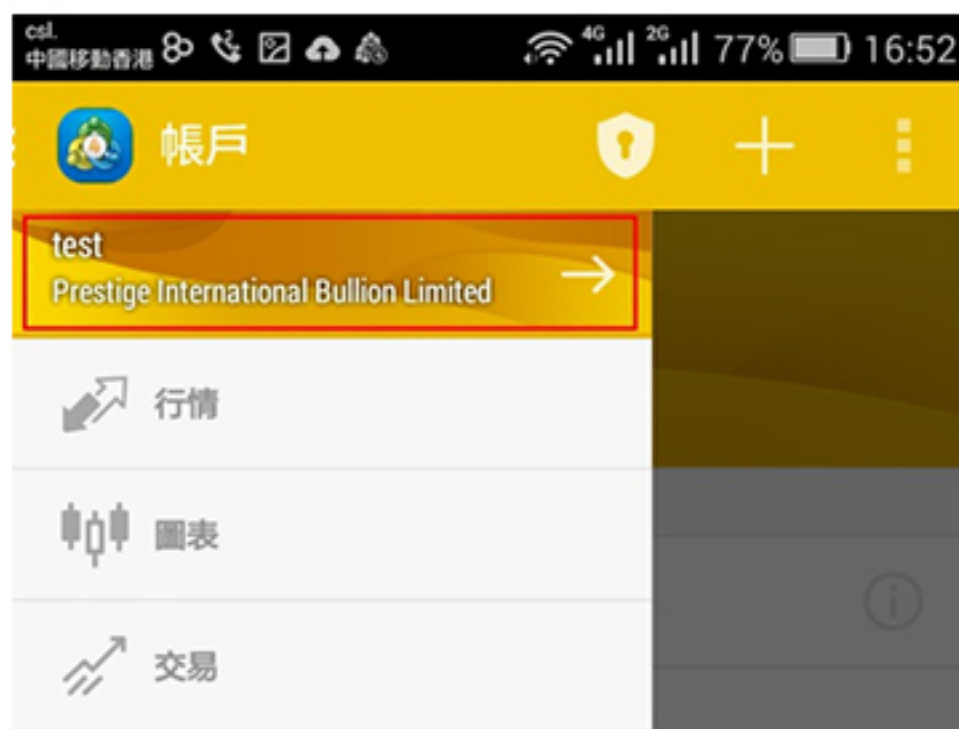 csl.
中國移動香港
4G 2G 77% 16:52
帳戶
test
Prestige International Bullion Limited
行情
圖表
交易